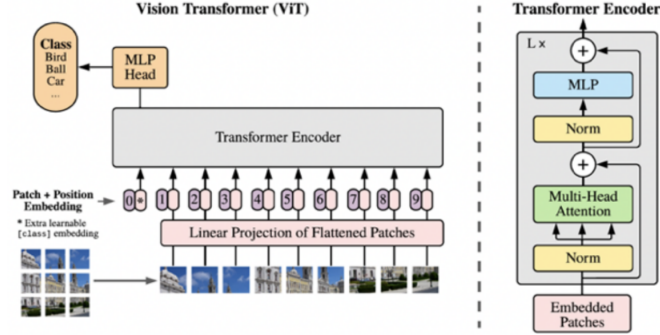 Vision Transformer (ViT)
Class
Bird
Ball
Car
...
MLP
Head
Transformer Encoder
Patch + Position
Embedding
* Extra learnable
[class] embedding
0 * 1 2 3 4 5 6 7 8 9
Linear Projection of Flattened Patches
Transformer Encoder
L ×
+
MLP
Norm
+
Multi-Head
Attention
Norm
Embedded
Patches